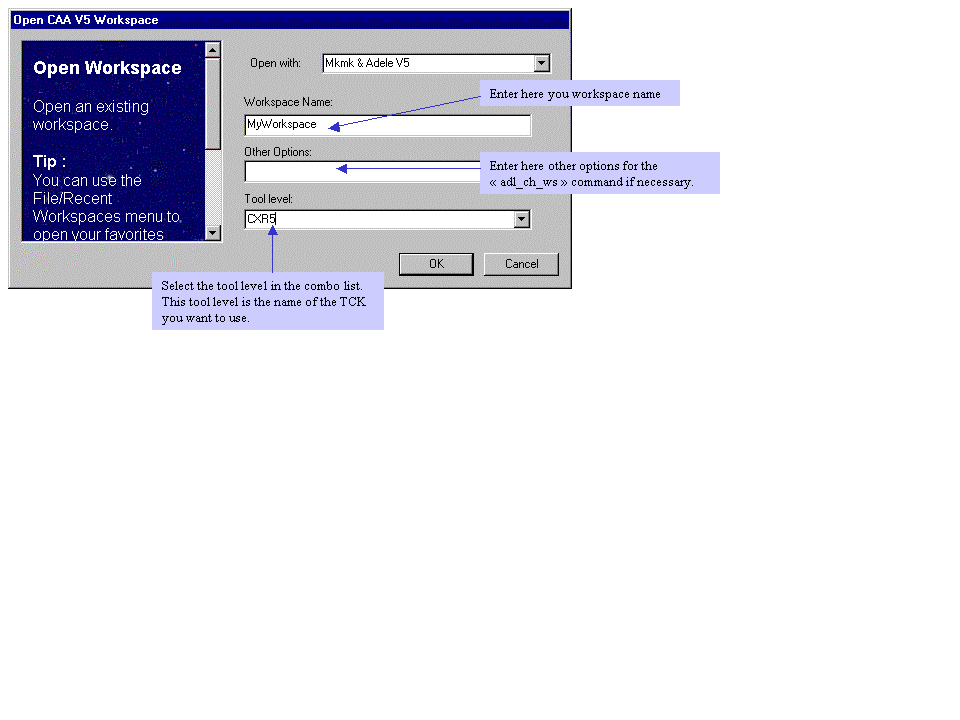 Open CAA V5 Workspace
Open Workspace
Open an existing
workspace.
Tip :
You can use the
File/Recent
Workspaces menu to
open your favorites
Open with:
Mkmk & Adele V5
Workspace Name:
MyWorkspace
Other Options:
Tool level:
CXR5
OK
Cancel
Enter here you workspace name
Enter here other options for the
« adl_ch_ws » command if necessary.
Select the tool level in the combo list.
This tool level is the name of the TCK
you want to use.